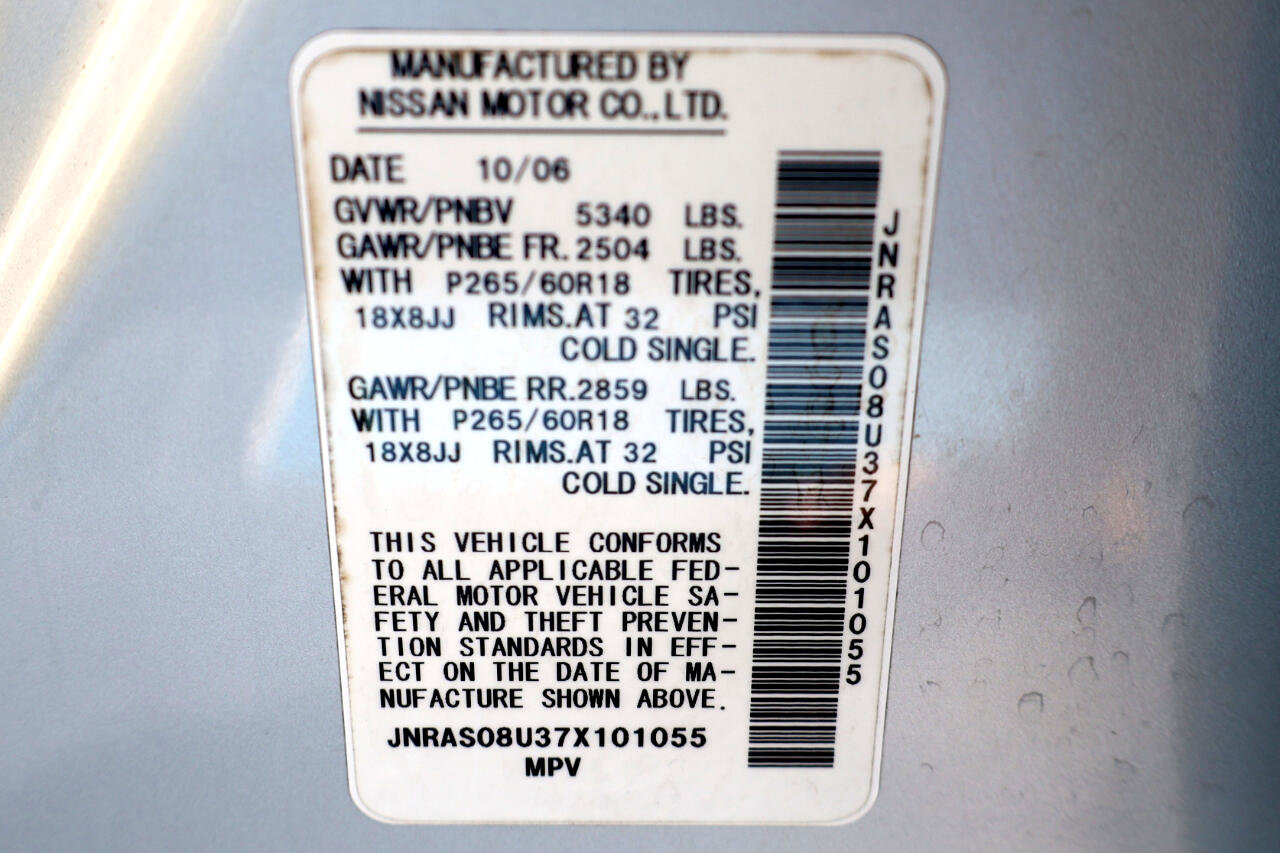 MANUFACTURED BY
NISSAN MOTOR CO.,LTD.
DATE 10/06
GVWR/PNBV 5340 LBS.
GAWR/PNBE FR. 2504 LBS.
WITH P265/60R18 TIRES,
18X8JJ RIMS.AT 32 PSI
COLD SINGLE.
GAWR/PNBE RR. 2859 LBS.
WITH P265/60R18 TIRES,
18X8JJ RIMS.AT 32 PSI
COLD SINGLE.
THIS VEHICLE CONFORMS
TO ALL APPLICABLE FED-
ERAL MOTOR VEHICLE SA-
FETY AND THEFT PREVEN-
TION STANDARDS IN EFF-
ECT ON THE DATE OF MA-
NUFACTURE SHOWN ABOVE.
JNRAS08U37X101055
MPV
JNRAS08U37X101055